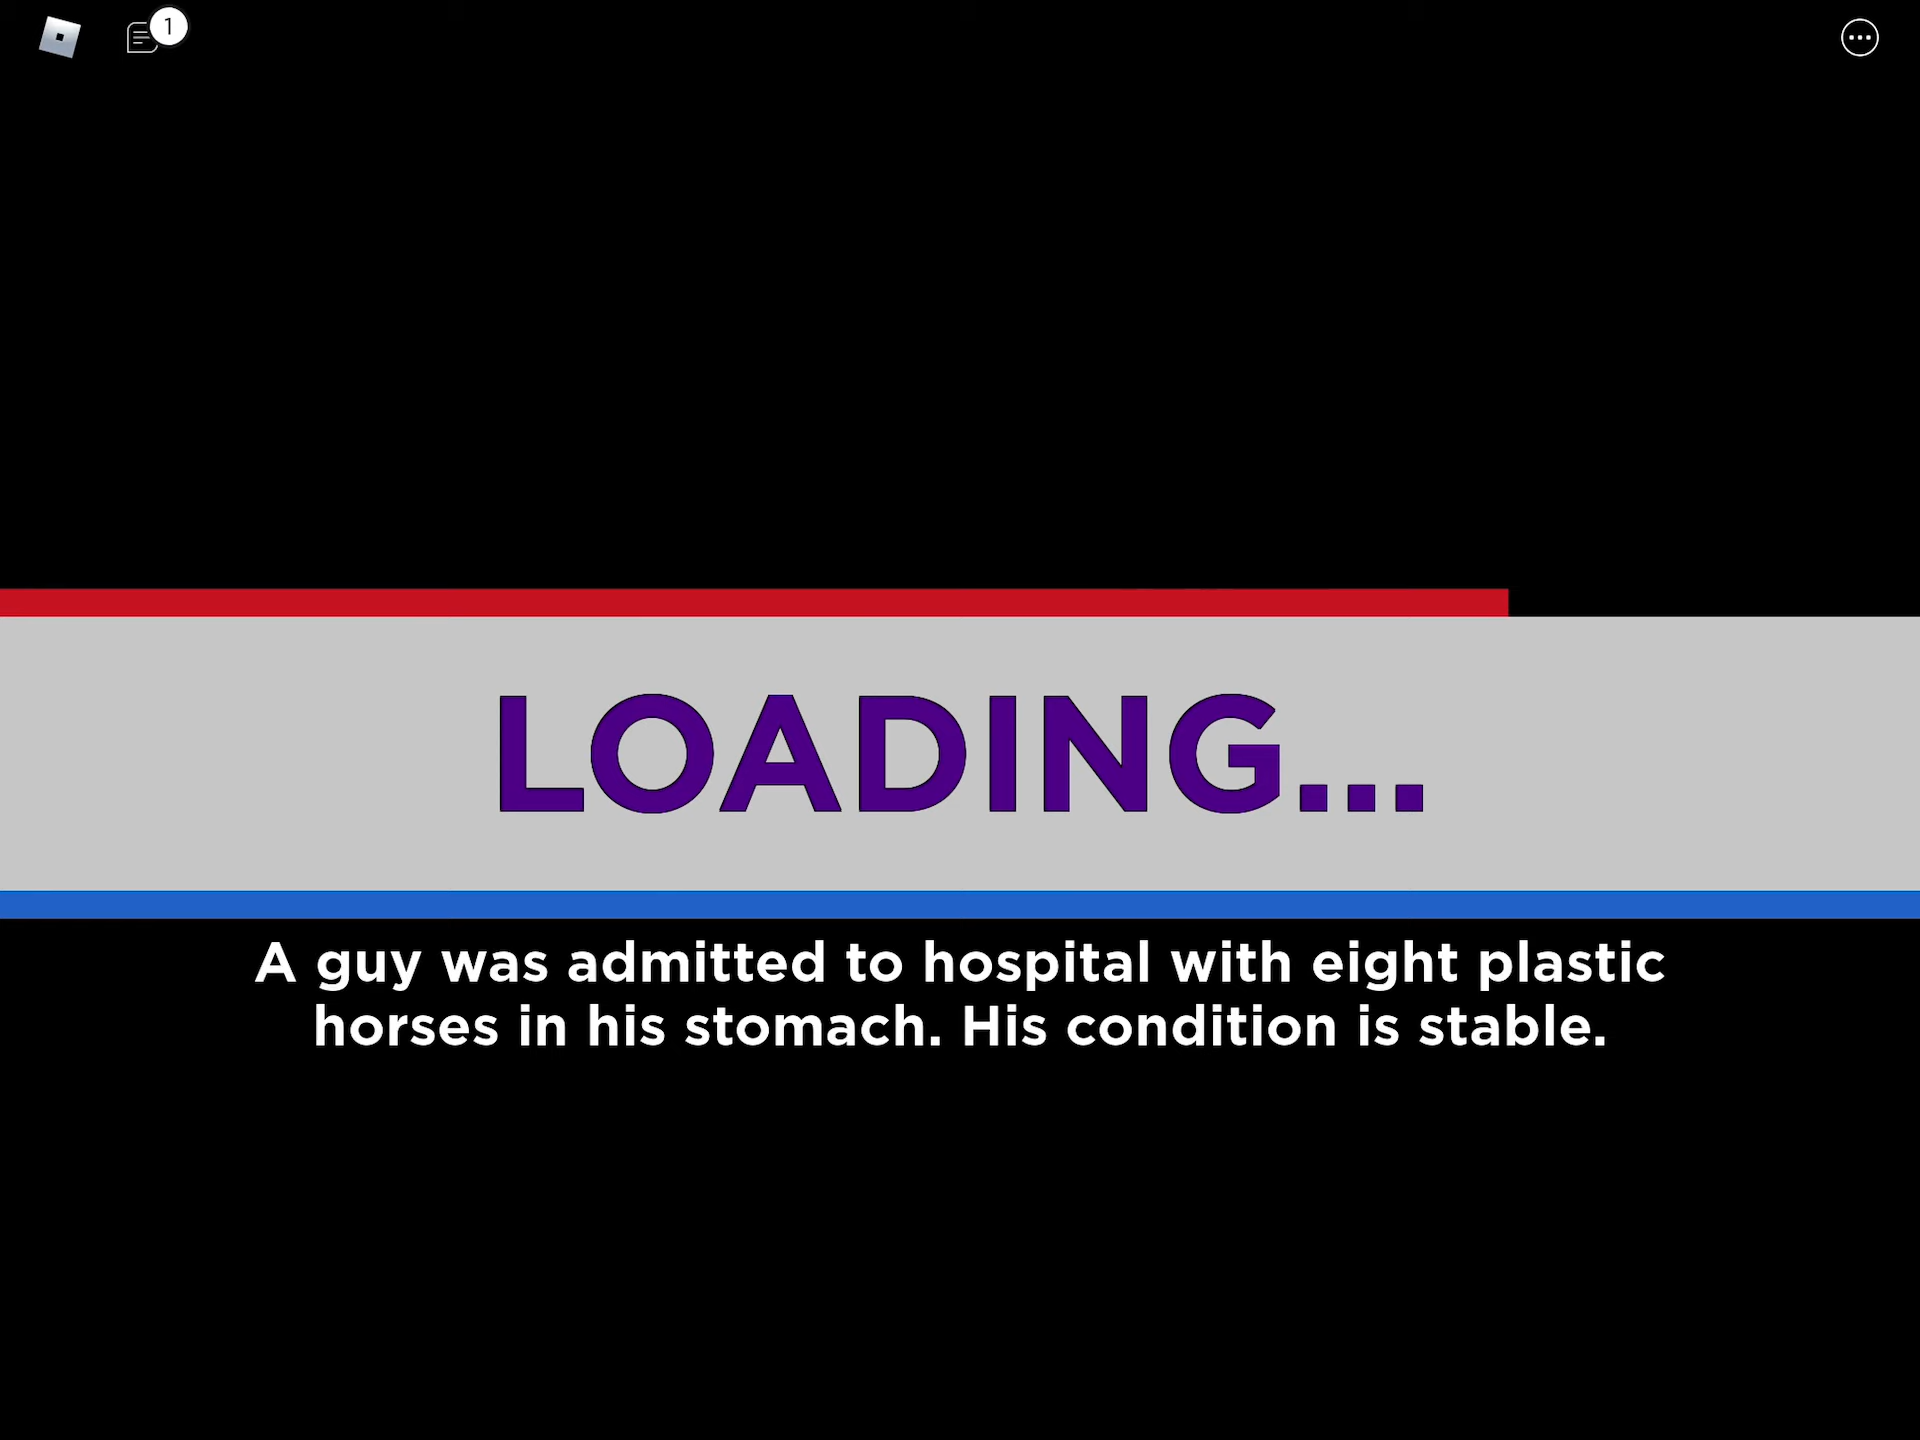 1
LOADING...
A guy was admitted to hospital with eight plastic
horses in his stomach. His condition is stable.